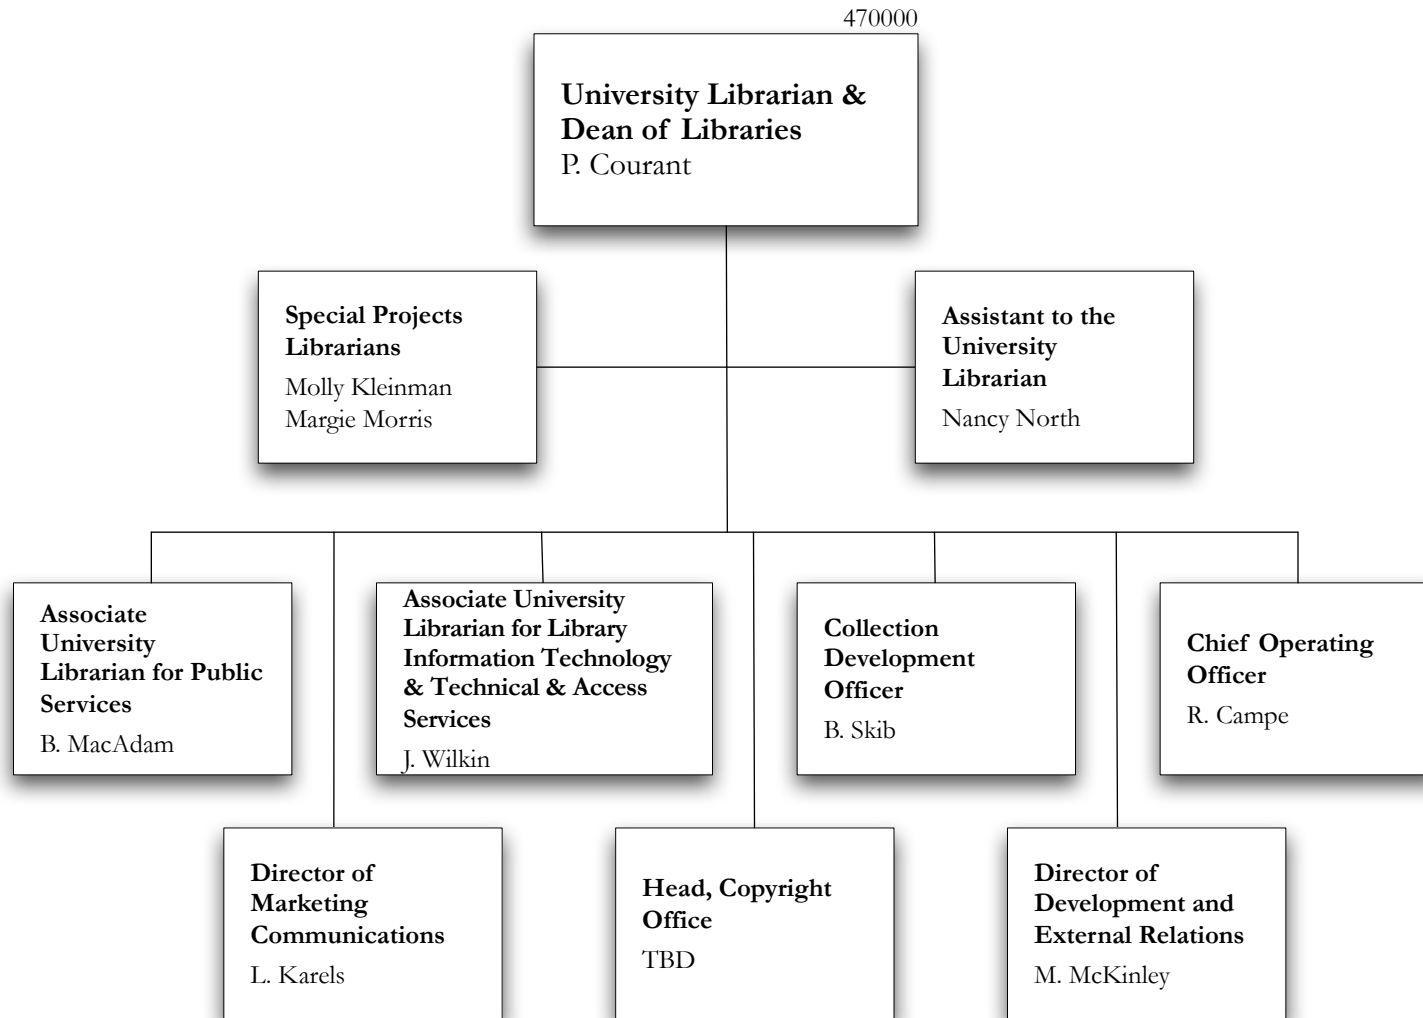 470000
University Librarian &
Dean of Libraries
P. Courant
Special Projects
Librarians
Molly Kleinman
Margie Morris
Assistant to the
University
Librarian
Nancy North
Associate
University
Librarian for Public
Services
B. MacAdam
Associate University
Librarian for Library
Information Technology
& Technical & Access
Services
J. Wilkin
Collection
Development
Officer
B. Skib
Chief Operating
Officer
R. Campe
Director of
Marketing
Communications
L. Karels
Head, Copyright
Office
TBD
Director of
Development and
External Relations
M. McKinley